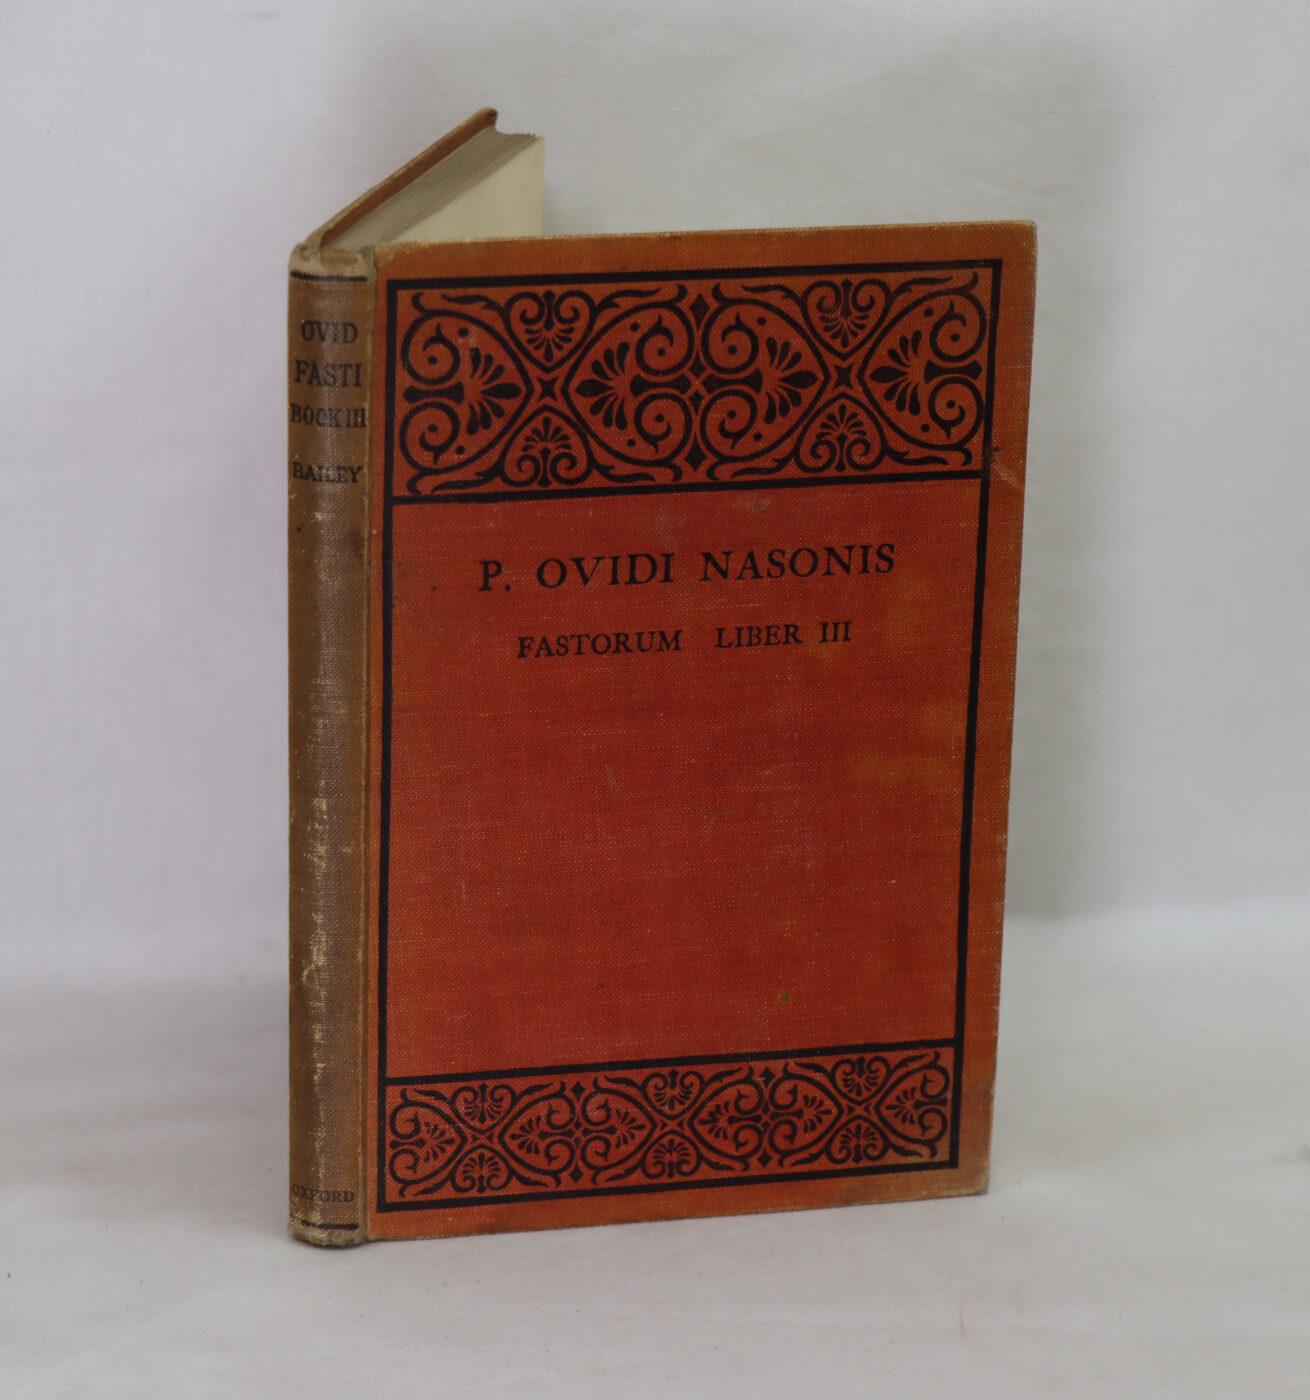 OVID
FASTI
BOOK III
BAILEY
OXFORD
P. OVIDI NASONIS
FASTORUM LIBER III